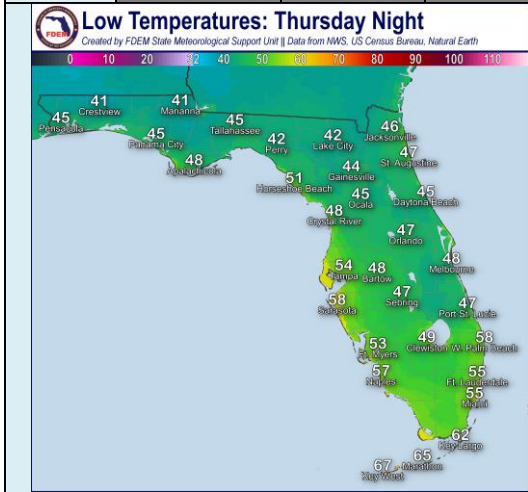 FDEM
Low Temperatures: Thursday Night
Created by FDEM State Meteorological Support Unit || Data from NWS, US Census Bureau, Natural Earth
0 10 20 32 40 50 60 70 80 90 100 110
41
Crestview
41
Marianna
45
Pensacola
45
Panama City
45
Tallahassee
48
Apalachicola
42
Perry
42
Lake City
46
Jacksonville
47
St. Augustine
44
Gainesville
51
Horseshoe Beach
45
Ocala
45
Daytona Beach
48
Crystal River
47
Orlando
48
Melbourne
54
Tampa
48
Bartow
47
Sebring
47
Port St. Lucie
58
Sarasota
49
Clewiston
58
W. Palm Beach
53
Ft. Myers
57
Naples
55
Ft. Lauderdale
55
Miami
62
Key Largo
65
Marathon
67
Key West